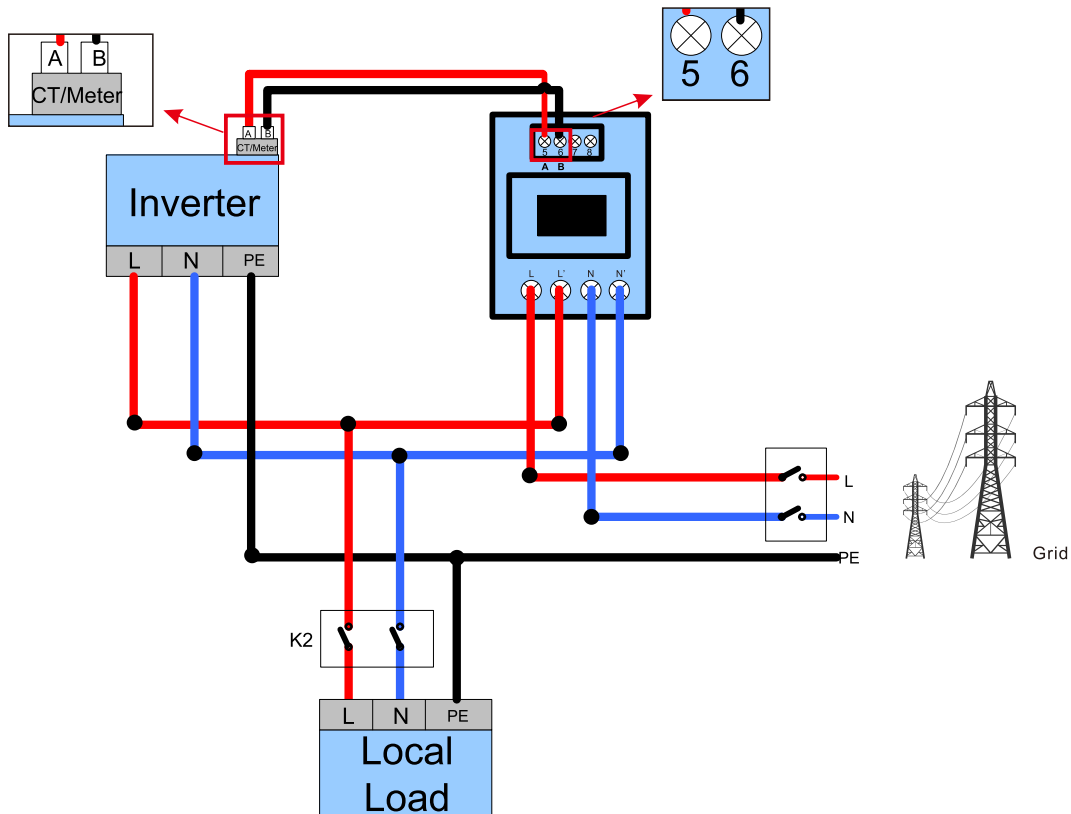 A B
CT/Meter
5 6
A B
CT/Meter
5 6 7 8
A B
Inverter
L N PE
L L' N N'
L
N
PE
Grid
K2
L N PE
Local
Load